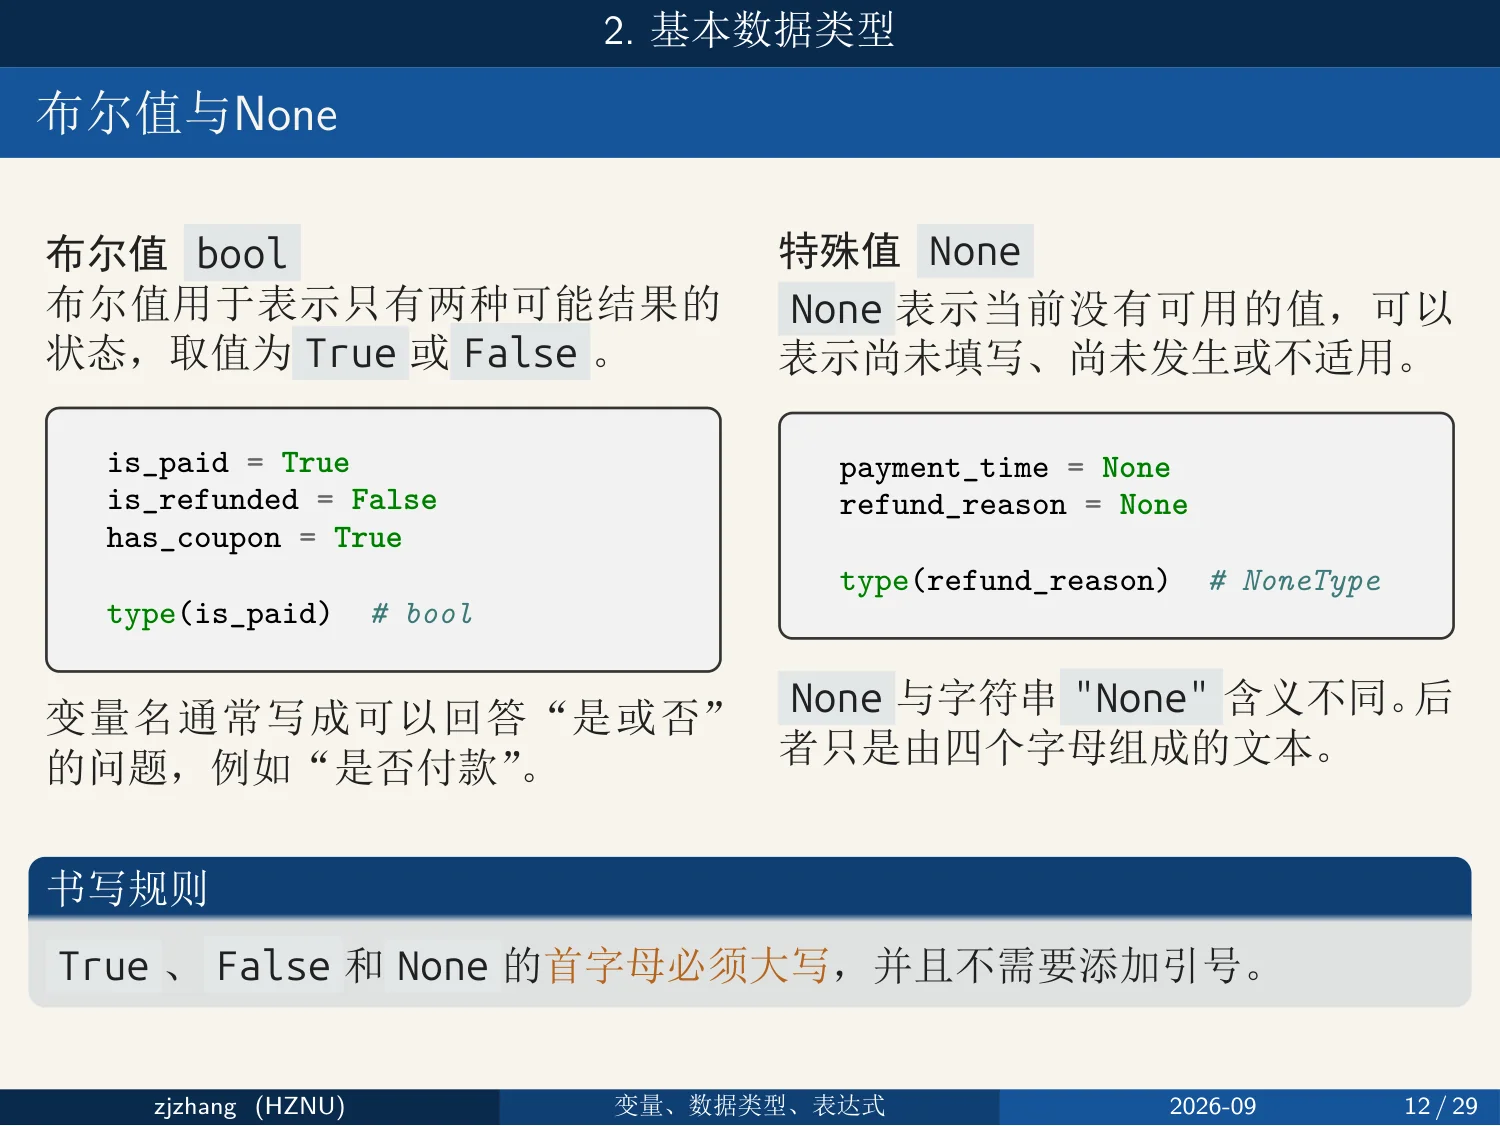 2. 基本数据类型
布尔值与None
布尔值 bool
布尔值用于表示只有两种可能结果的
状态，取值为 True 或 False 。
is_paid = True
is_refunded = False
has_coupon = True
type(is_paid)  # bool
变量名通常写成可以回答“是或否”
的问题，例如“是否付款”。
特殊值 None
None 表示当前没有可用的值，可以
表示尚未填写、尚未发生或不适用。
payment_time = None
refund_reason = None
type(refund_reason)  # NoneType
None 与字符串 "None" 含义不同。后
者只是由四个字母组成的文本。
书写规则
True 、 False 和 None 的首字母必须大写，并且不需要添加引号。
zjzhang (HZNU)
变量、数据类型、表达式
2026-09
12 / 29